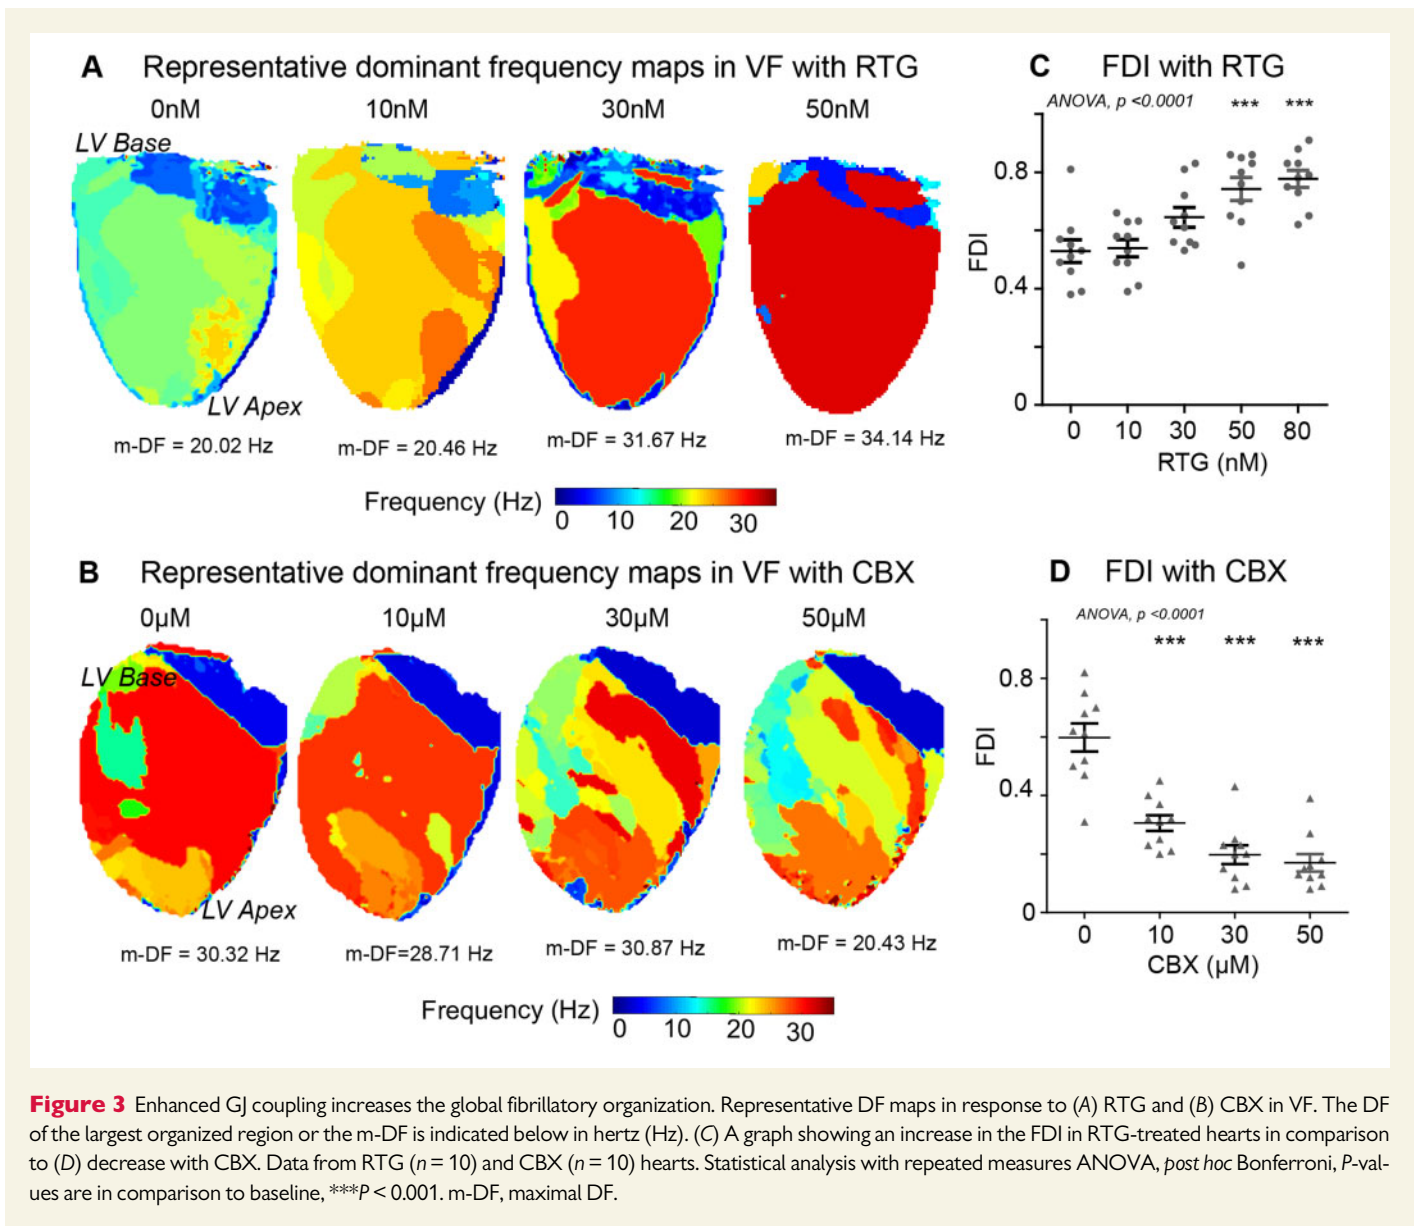 A Representative dominant frequency maps in VF with RTG
0nM 10nM 30nM 50nM
LV Base
LV Apex
m-DF = 20.02 Hz m-DF = 20.46 Hz m-DF = 31.67 Hz m-DF = 34.14 Hz
Frequency (Hz)
0 10 20 30
C FDI with RTG
ANOVA, p <0.0001 *** ***
0.8
0.4
0
FDI
0 10 30 50 80
RTG (nM)
B Representative dominant frequency maps in VF with CBX
0µM 10µM 30µM 50µM
LV Base
LV Apex
m-DF = 30.32 Hz m-DF=28.71 Hz m-DF = 30.87 Hz m-DF = 20.43 Hz
Frequency (Hz)
0 10 20 30
D FDI with CBX
ANOVA, p <0.0001
*** *** ***
0.8
0.4
0
FDI
0 10 30 50
CBX (µM)
Figure 3 Enhanced GJ coupling increases the global fibrillatory organization. Representative DF maps in response to (A) RTG and (B) CBX in VF. The DF
of the largest organized region or the m-DF is indicated below in hertz (Hz). (C) A graph showing an increase in the FDI in RTG-treated hearts in comparison
to (D) decrease with CBX. Data from RTG (n = 10) and CBX (n = 10) hearts. Statistical analysis with repeated measures ANOVA, post hoc Bonferroni, P-val-
ues are in comparison to baseline, ***P < 0.001. m-DF, maximal DF.